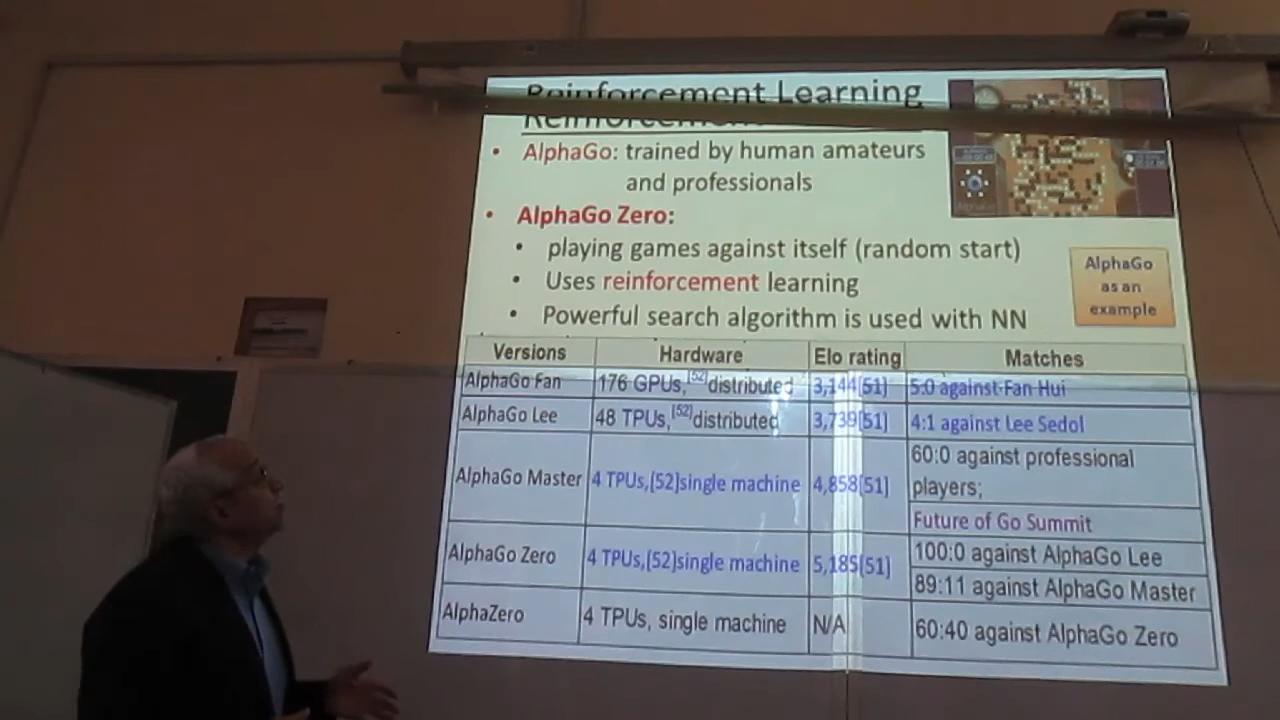 Reinforcement Learning
• AlphaGo: trained by human amateurs
and professionals
• AlphaGo Zero:
• playing games against itself (random start)
• Uses reinforcement learning
• Powerful search algorithm is used with NN
AlphaGo
as an
example
Versions Hardware Elo rating Matches
AlphaGo Fan 176 GPUs,[52]distributed 3,144[51] 5:0 against Fan Hui
AlphaGo Lee 48 TPUs,[52]distributed 3,739[51] 4:1 against Lee Sedol
AlphaGo Master 4 TPUs,[52]single machine 4,858[51] 60:0 against professional
players;
Future of Go Summit
AlphaGo Zero 4 TPUs,[52]single machine 5,185[51] 100:0 against AlphaGo Lee
89:11 against AlphaGo Master
AlphaZero 4 TPUs, single machine N/A 60:40 against AlphaGo Zero